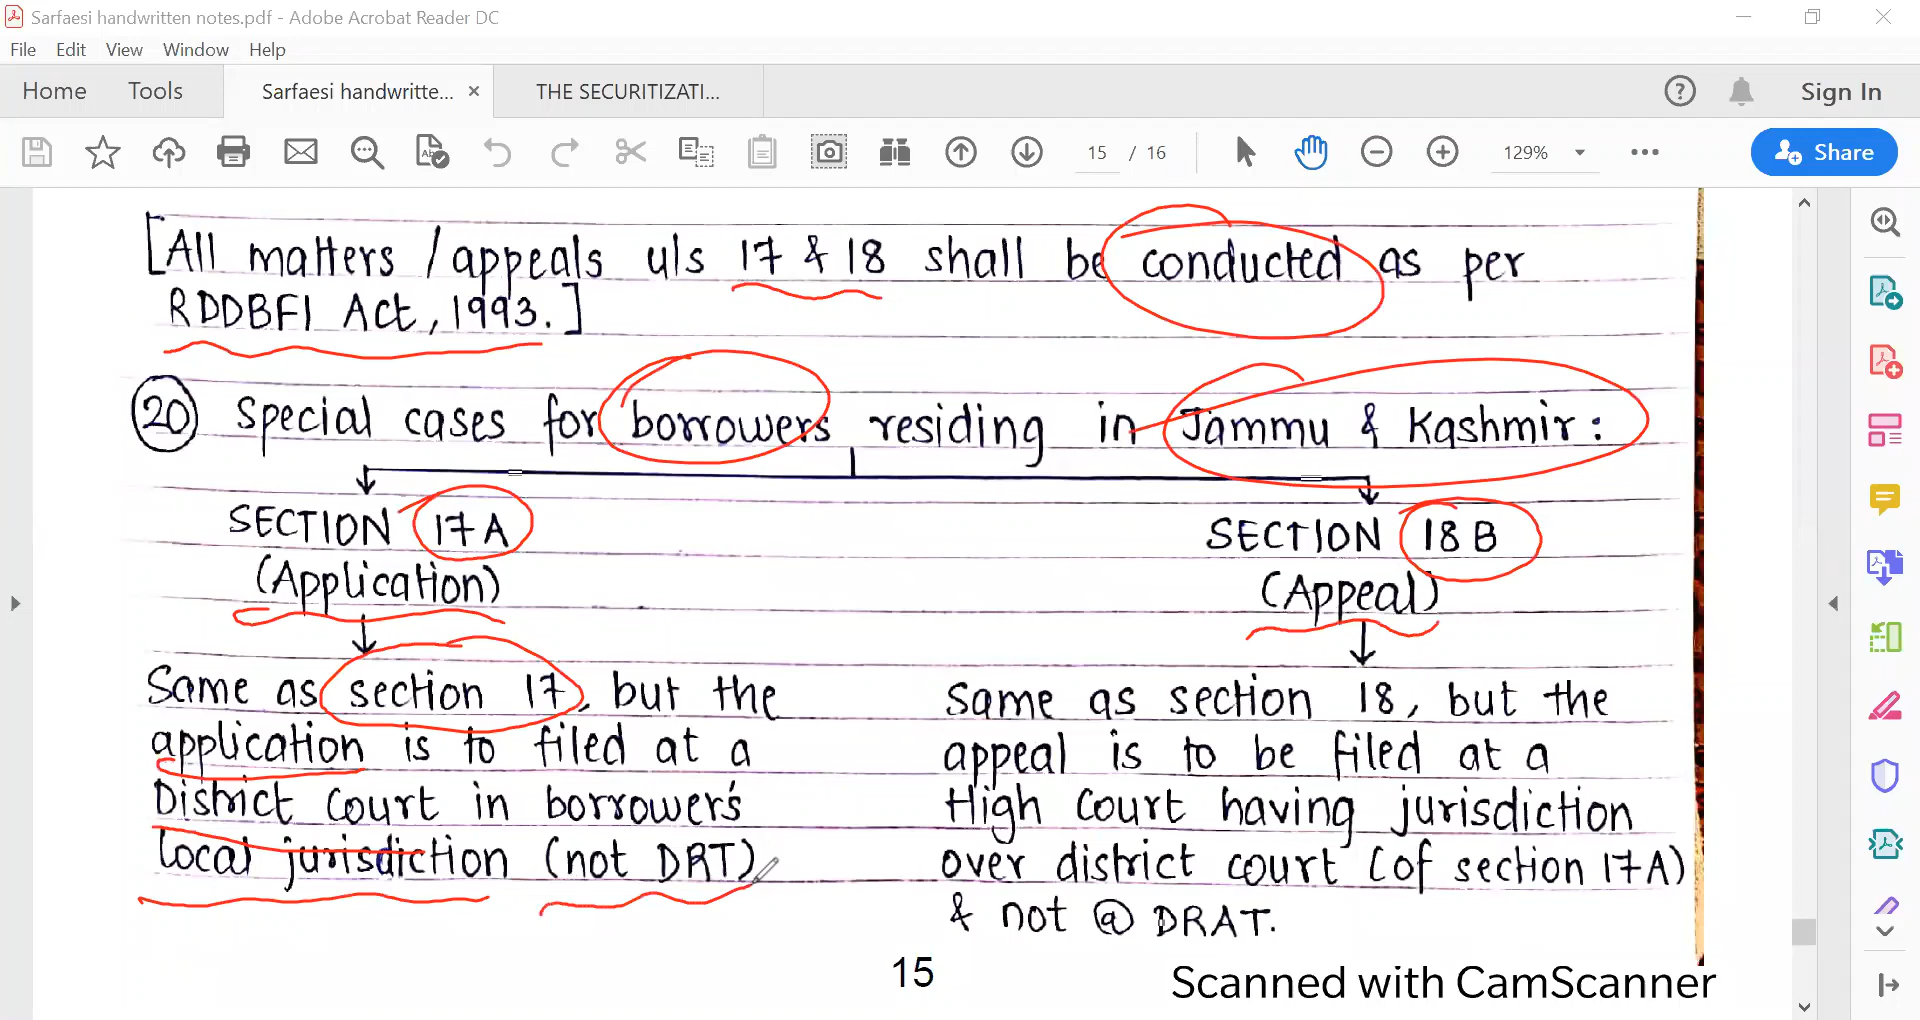 Sarfaesi handwritten notes.pdf - Adobe Acrobat Reader DC
File Edit View Window Help
Home Tools Sarfaesi handwritte... × THE SECURITIZATI... Sign In
15 / 16 129% Share
[All matters / appeals u/s 17 & 18 shall be conducted as per
RDDBFI Act, 1993.]
20 Special cases for borrowers residing in Jammu & Kashmir:
SECTION 17A
(Application)
Same as section 17, but the
application is to filed at a
District court in borrower's
local jurisdiction (not DRT)
SECTION 18B
(Appeal)
Same as section 18, but the
appeal is to be filed at a
High court having jurisdiction
over district court (of section 17A)
& not @ DRAT.
15
Scanned with CamScanner